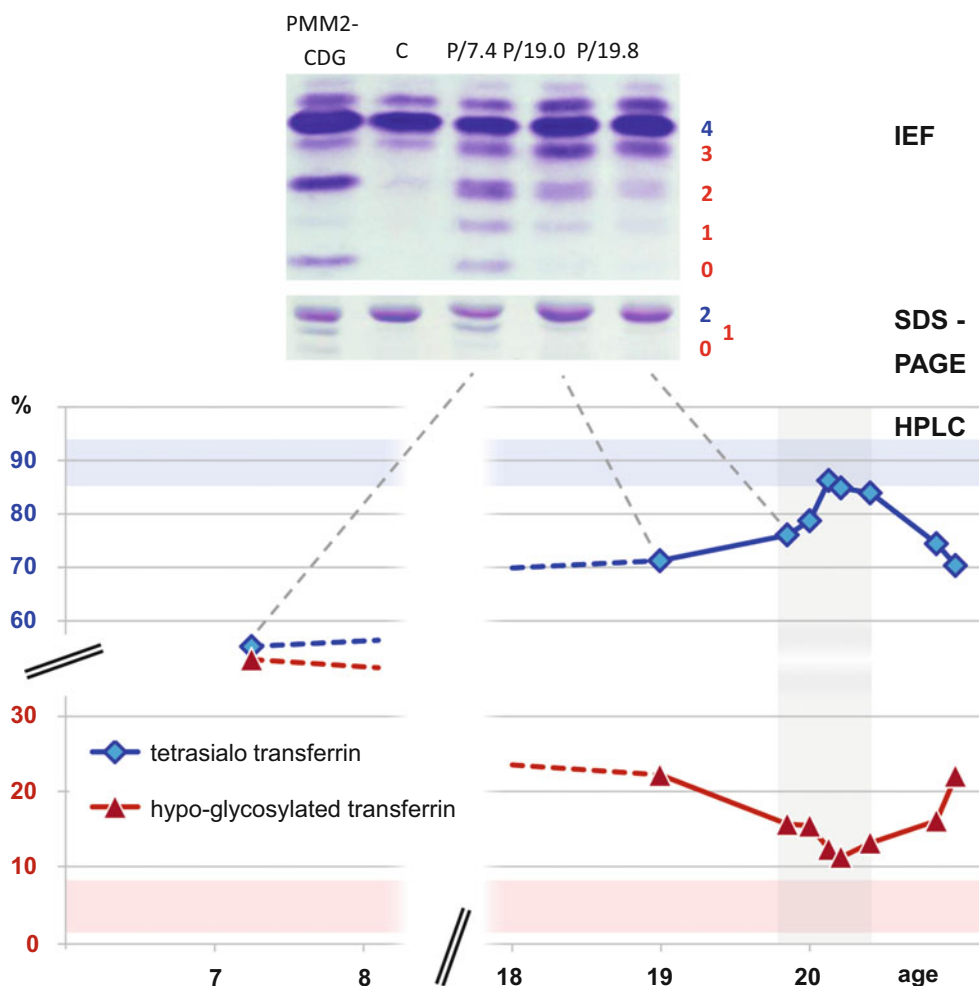 PMM2-
CDG
C
P/7.4 P/19.0 P/19.8
4
3
2
1
0
IEF
2
1
0
SDS -
PAGE
HPLC
%
90
80
70
60
30
20
10
0
tetrasialo transferrin
hypo-glycosylated transferrin
7
8
18
19
20
age